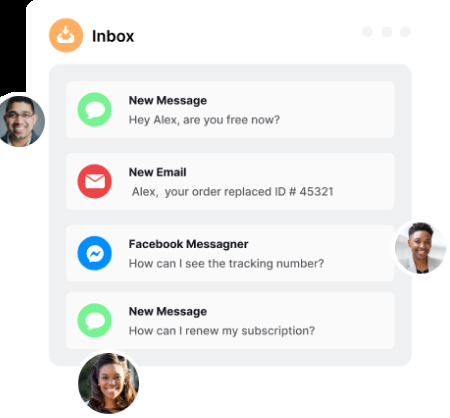 Inbox
New Message
Hey Alex, are you free now?
New Email
Alex, your order replaced ID # 45321
Facebook Messagner
How can I see the tracking number?
New Message
How can I renew my subscription?